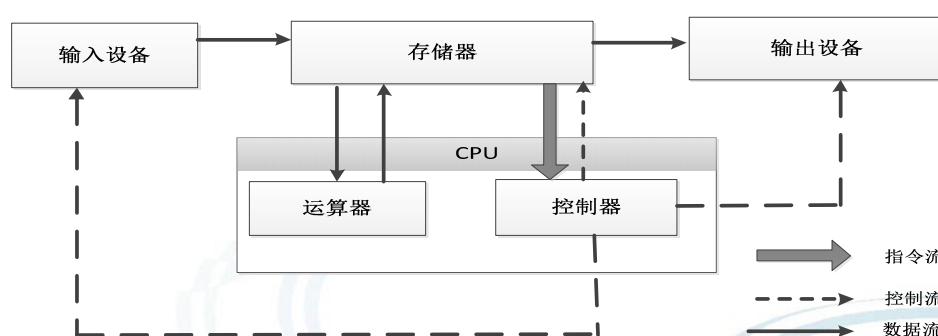 输入设备
存储器
输出设备
CPU
运算器
控制器
指令流
控制流
数据流